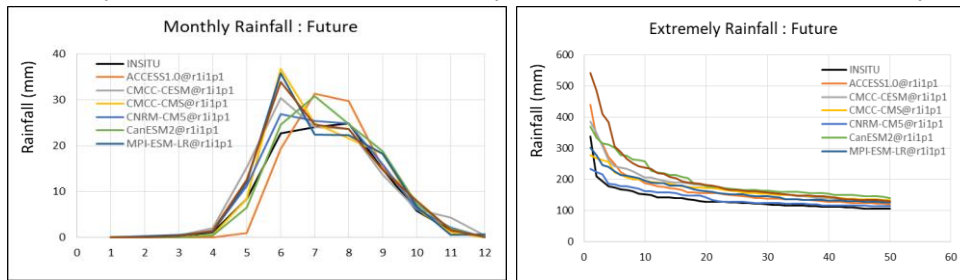 Monthly Rainfall : Future
Rainfall (mm)
40
30
20
10
0
INSITU
ACCESS1.0@r1i1p1
CMCC-CESM@r1i1p1
CMCC-CMS@r1i1p1
CNRM-CM5@r1i1p1
CanESM2@r1i1p1
MPI-ESM-LR@r1i1p1
0 1 2 3 4 5 6 7 8 9 10 11 12
Extremely Rainfall : Future
Rainfall (mm)
600
500
400
300
200
100
0
INSITU
ACCESS1.0@r1i1p1
CMCC-CESM@r1i1p1
CMCC-CMS@r1i1p1
CNRM-CM5@r1i1p1
CanESM2@r1i1p1
MPI-ESM-LR@r1i1p1
0 10 20 30 40 50 60